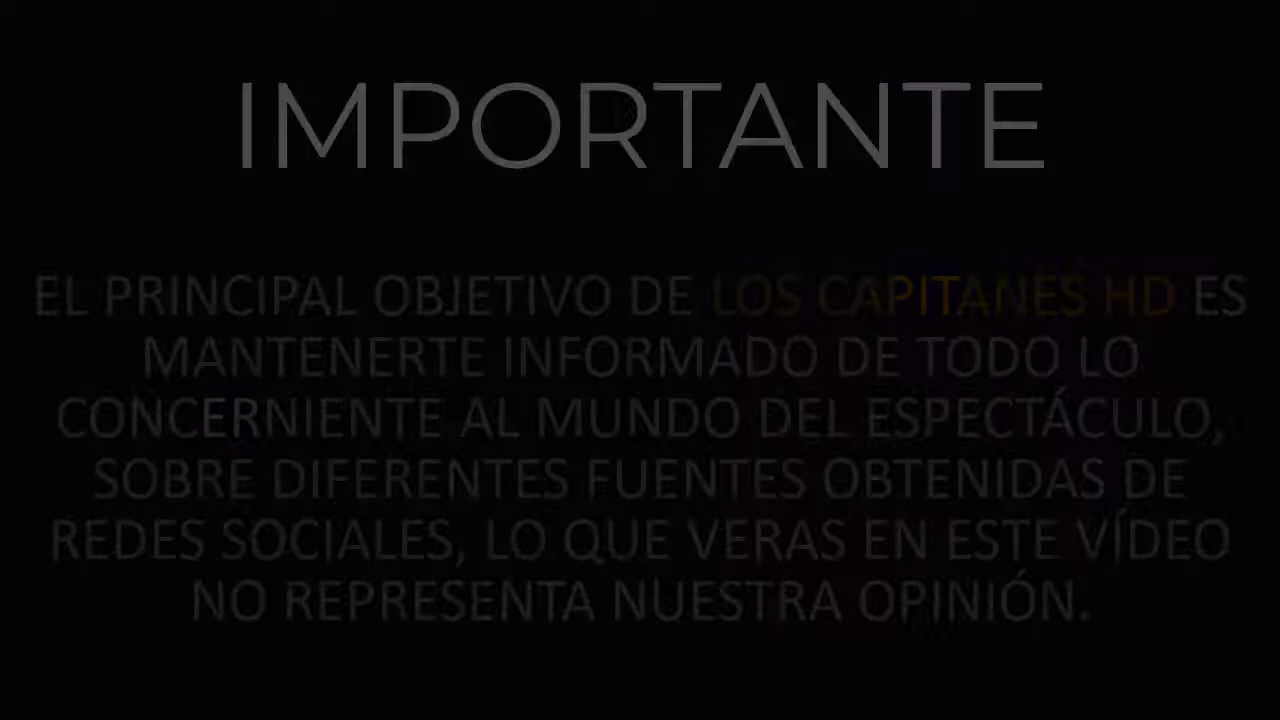 IMPORTANTE
EL PRINCIPAL OBJETIVO DE LOS CAPITANES HD ES
MANTENERTE INFORMADO DE TODO LO
CONCERNIENTE AL MUNDO DEL ESPECTÁCULO,
SOBRE DIFERENTES FUENTES OBTENIDAS DE
REDES SOCIALES, LO QUE VERAS EN ESTE VÍDEO
NO REPRESENTA NUESTRA OPINIÓN.